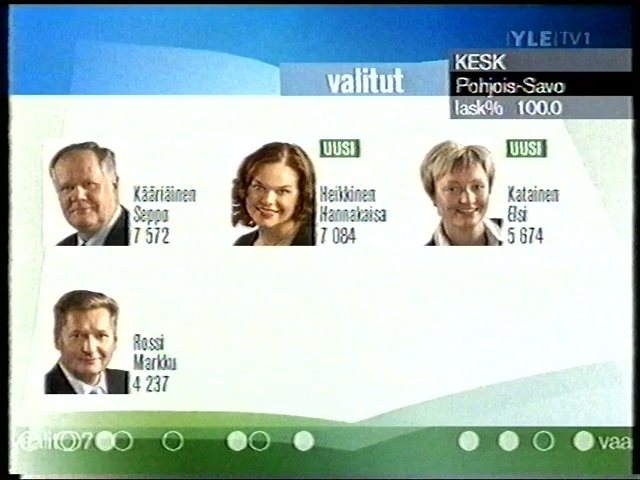 YLE TV1
valitut
KESK
Pohjois-Savo
lask% 100.0
UUSI
UUSI
Kääriäinen
Seppo
7 572
Heikkinen
Hannakaisa
7 084
Katainen
Elsi
5 674
Rossi
Markku
4 237
vaa